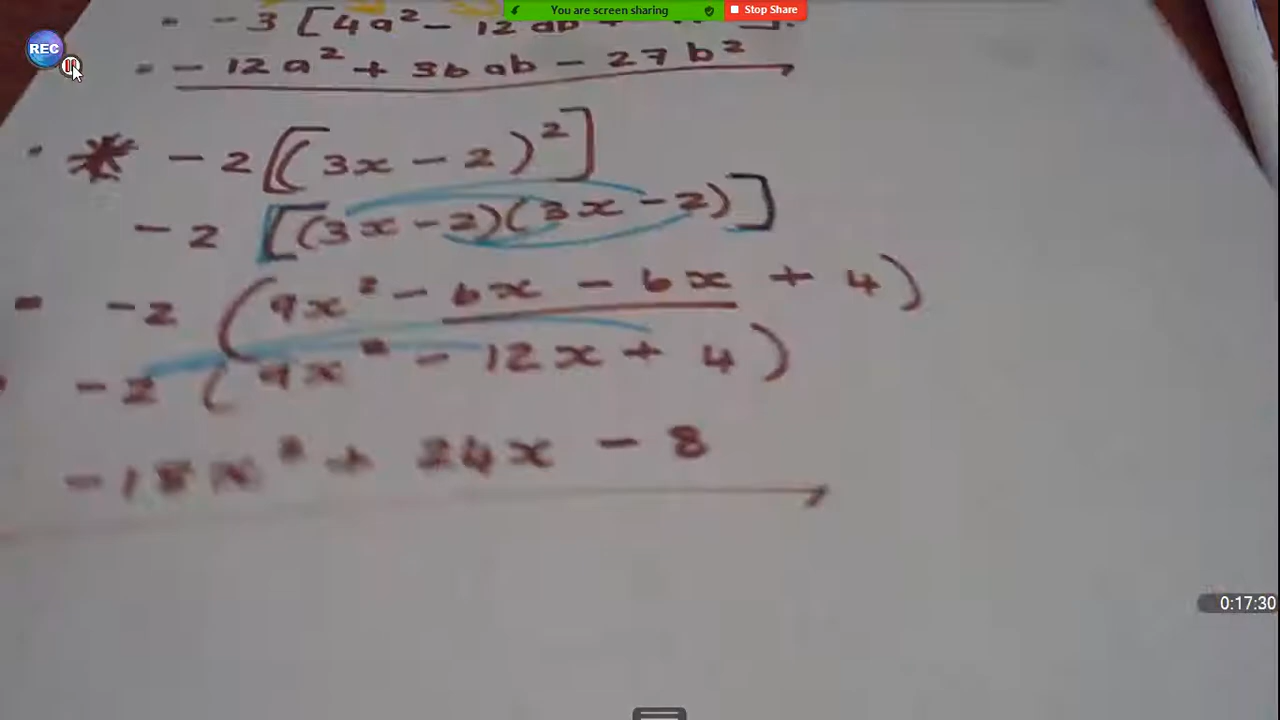 You are screen sharing
Stop Share
REC
= -3 [4a² - 12ab +
= -12a² + 36ab - 27b²
* -2[(3x - 2)²]
-2 [(3x-2)(3x-2)]
= -2 (9x² - 6x - 6x + 4)
-2 (9x² - 12x + 4)
-18x² + 24x - 8
0:17:30